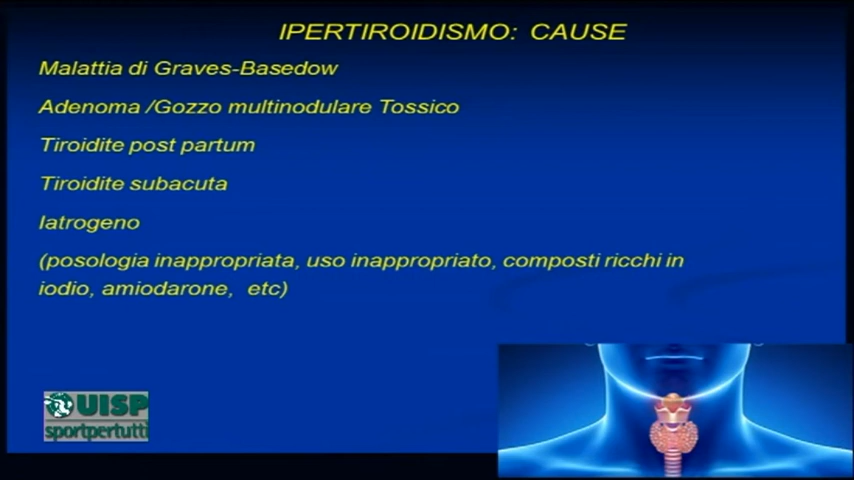 IPERTIROIDISMO: CAUSE
Malattia di Graves-Basedow
Adenoma /Gozzo multinodulare Tossico
Tiroidite post partum
Tiroidite subacuta
Iatrogeno
(posologia inappropriata, uso inappropriato, composti ricchi in
iodio, amiodarone, etc)
UISP
sportpertutti